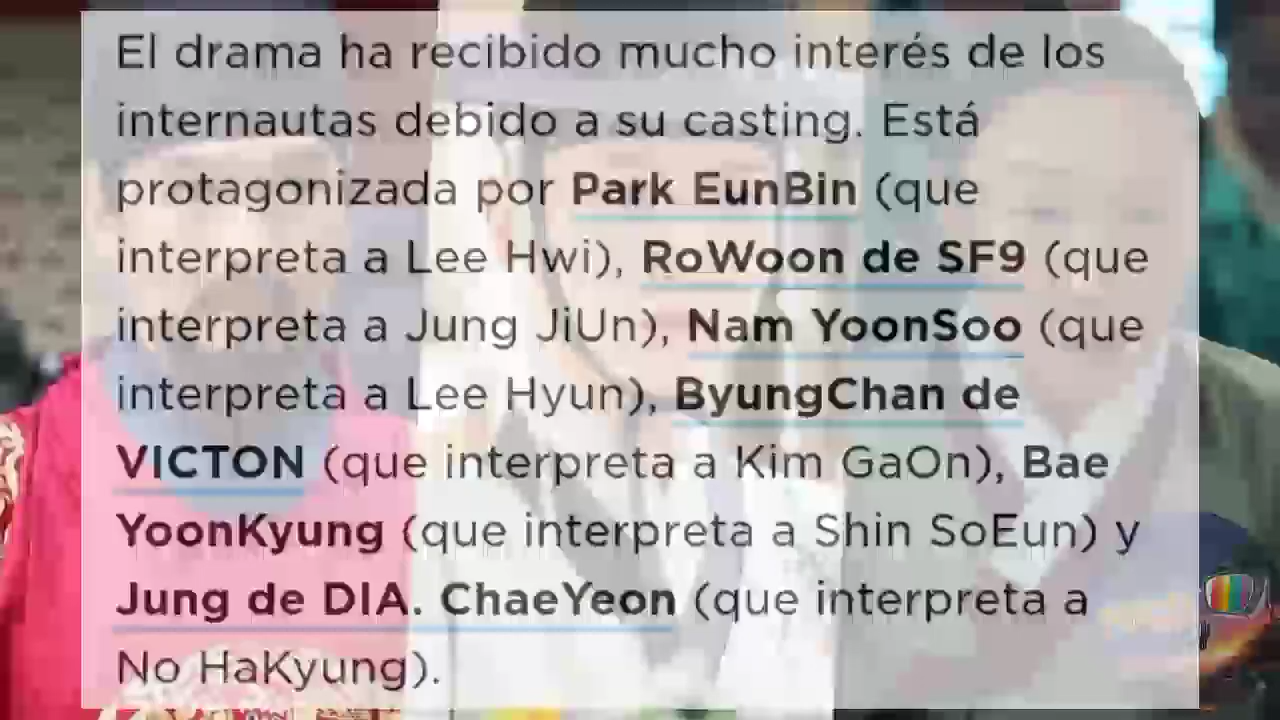 El drama ha recibido mucho interés de los
internautas debido a su casting. Está
protagonizada por Park EunBin (que
interpreta a Lee Hwi), RoWoon de SF9 (que
interpreta a Jung JiUn), Nam YoonSoo (que
interpreta a Lee Hyun), ByungChan de
VICTON (que interpreta a Kim GaOn), Bae
YoonKyung (que interpreta a Shin SoEun) y
Jung de DIA. ChaeYeon (que interpreta a
No HaKyung).